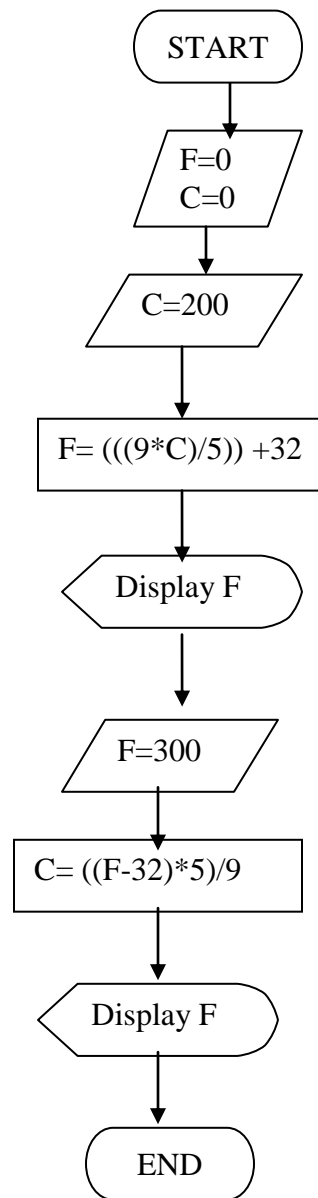 START
F=0
C=0
C=200
F= (((9*C)/5)) +32
Display F
F=300
C= ((F-32)*5)/9
Display F
END